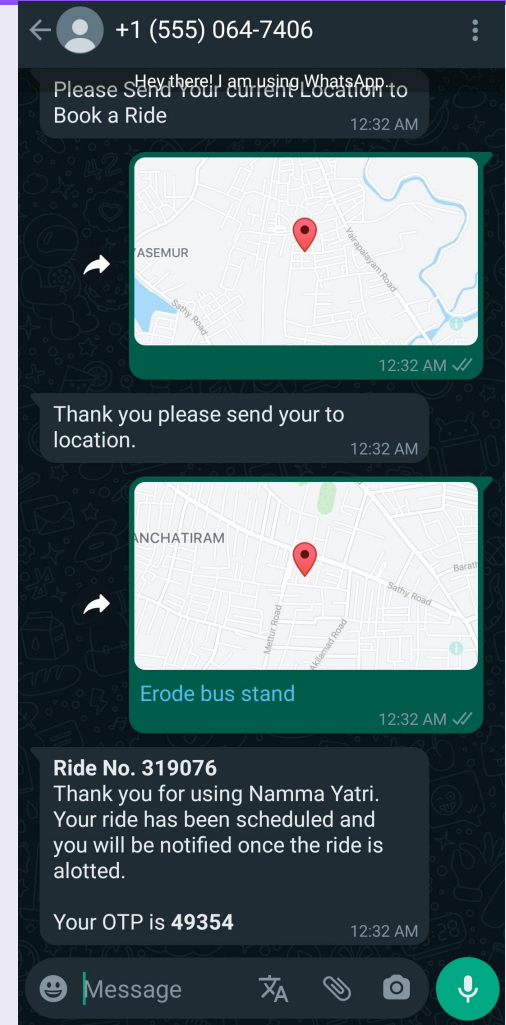 +1 (555) 064-7406
Hey there! I am using WhatsApp.
Please Send Your current Location to
Book a Ride
12:32 AM
YASEMUR
Vairapalayam Road
Sathy Road
12:32 AM
Thank you please send your to
location.
12:32 AM
ANCHATIRAM
Barath
Sathy Road
Mettur Road
Akilamad Road
Erode bus stand
12:32 AM
Ride No. 319076
Thank you for using Namma Yatri.
Your ride has been scheduled and
you will be notified once the ride is
alotted.
Your OTP is 49354
12:32 AM
Message